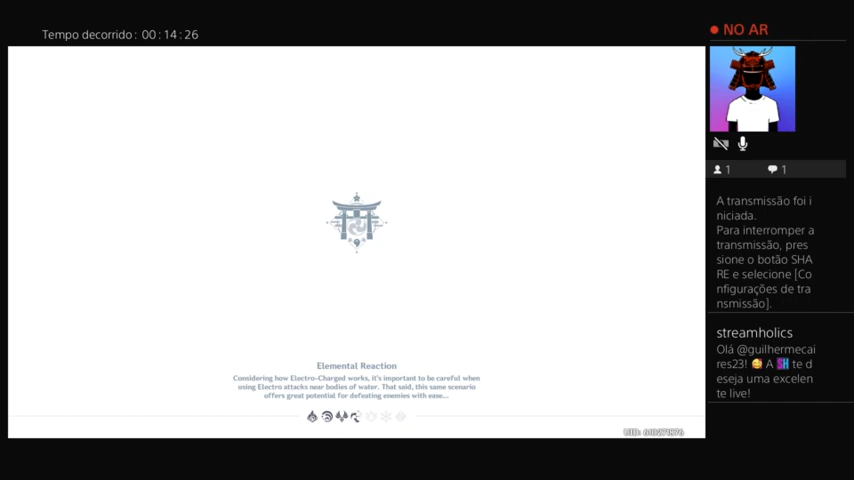 Tempo decorrido: 00:14:26
NO AR
1
1
A transmissão foi i
niciada.
Para interromper a
transmissão, pres
sione o botão SHA
RE e selecione [Co
nfigurações de tra
nsmissão].
streamholics
Olá @guilhermecai
res23! 🥰 A SH te d
eseja uma excelen
te live!
Elemental Reaction
Considering how Electro-Charged works, it's important to be careful when
using Electro attacks near bodies of water. That said, this same scenario
offers great potential for defeating enemies with ease...
UID: